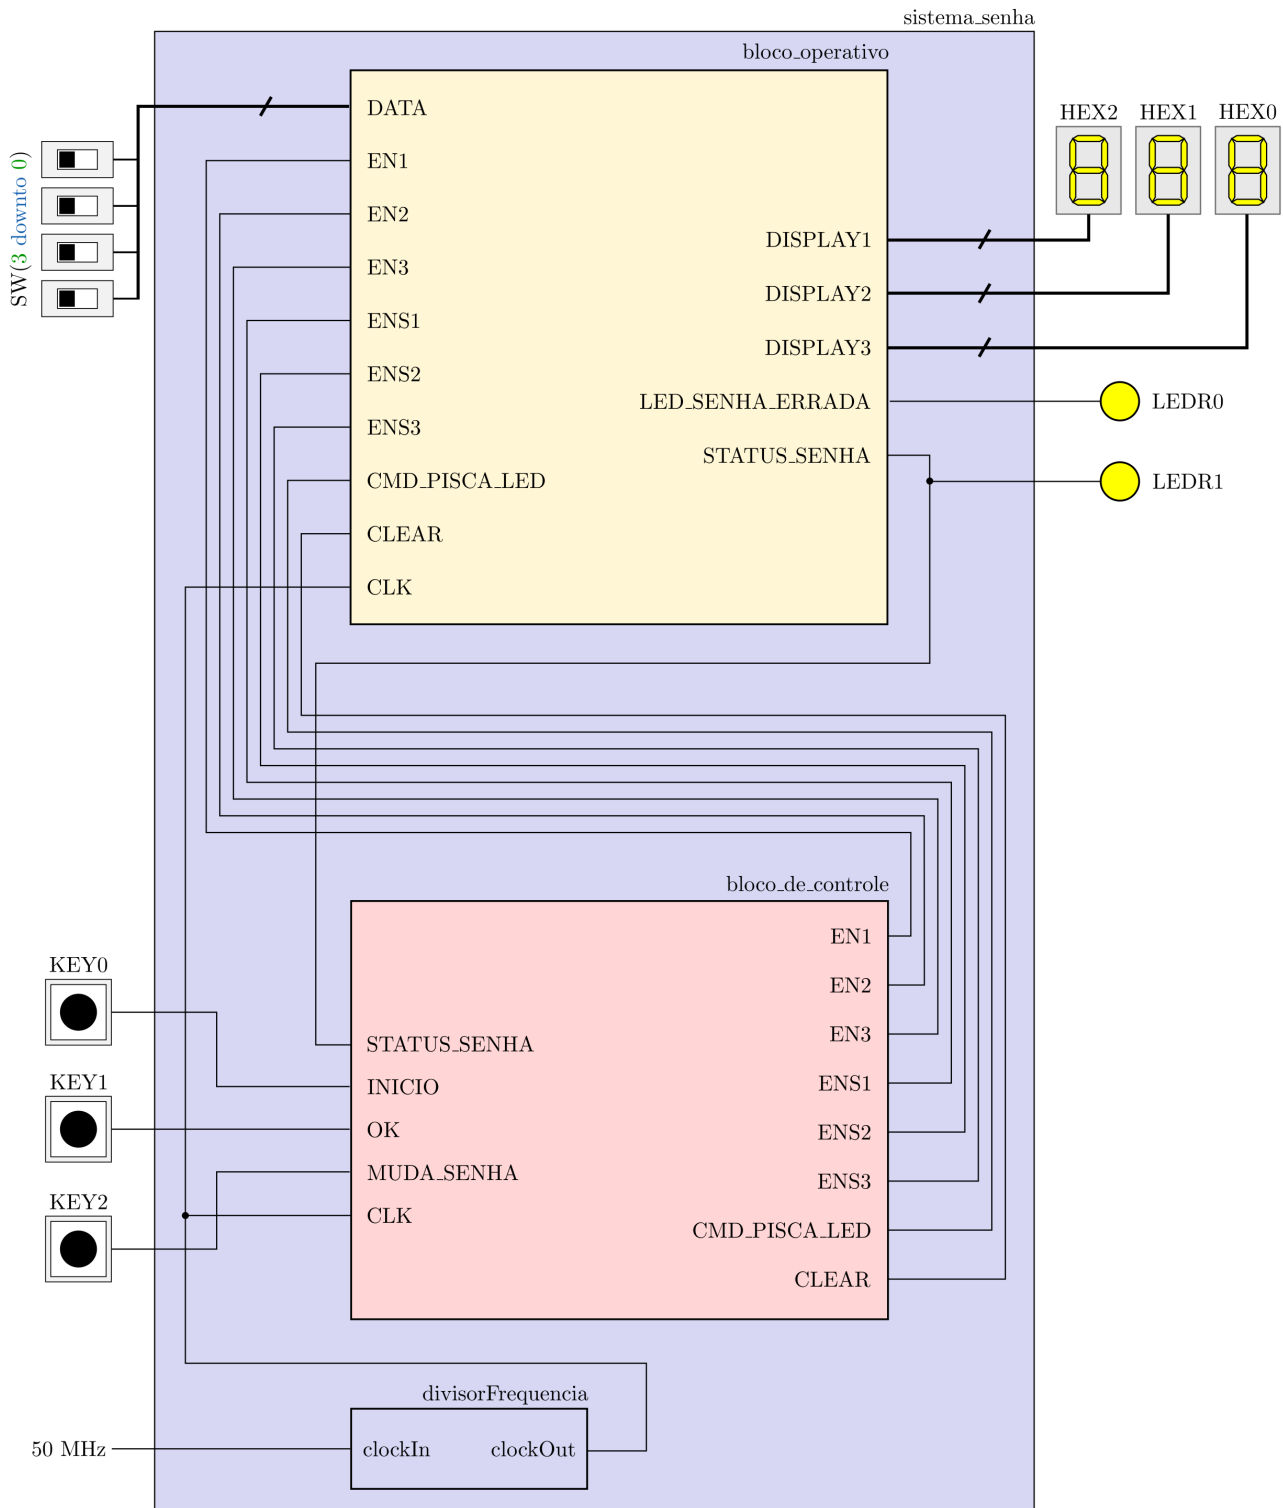 sistema_senha
bloco_operativo
DATA
EN1
EN2
EN3
ENS1
ENS2
ENS3
CMD_PISCA_LED
CLEAR
CLK
DISPLAY1
DISPLAY2
DISPLAY3
LED_SENHA_ERRADA
STATUS_SENHA
SW(3 downto 0)
HEX2
HEX1
HEX0
LEDR0
LEDR1
bloco_de_controle
STATUS_SENHA
INICIO
OK
MUDA_SENHA
CLK
EN1
EN2
EN3
ENS1
ENS2
ENS3
CMD_PISCA_LED
CLEAR
KEY0
KEY1
KEY2
divisorFrequencia
50 MHz
clockIn
clockOut